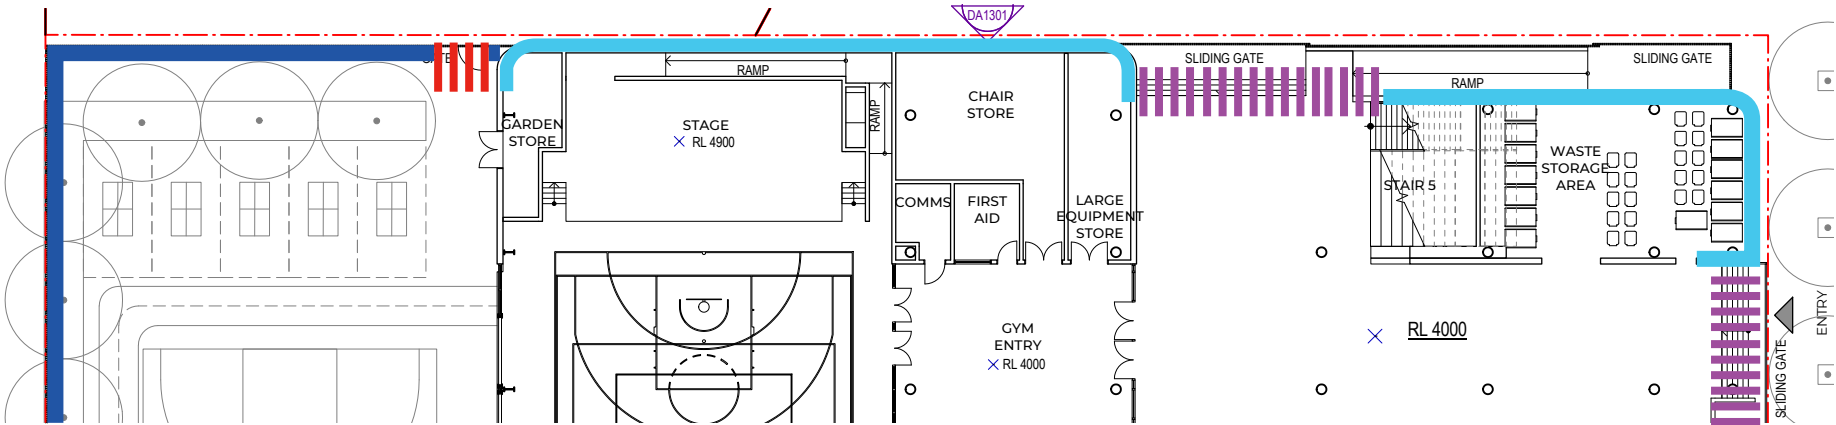 DA1301
GATE
SLIDING GATE
SLIDING GATE
RAMP
RAMP
RAMP
CHAIR
STORE
GARDEN
STORE
STAGE
RL 4900
WASTE
STORAGE
AREA
STAIR 5
COMMS
FIRST
AID
LARGE
EQUIPMENT
STORE
GYM
ENTRY
RL 4000
RL 4000
ENTRY
SLIDING GATE